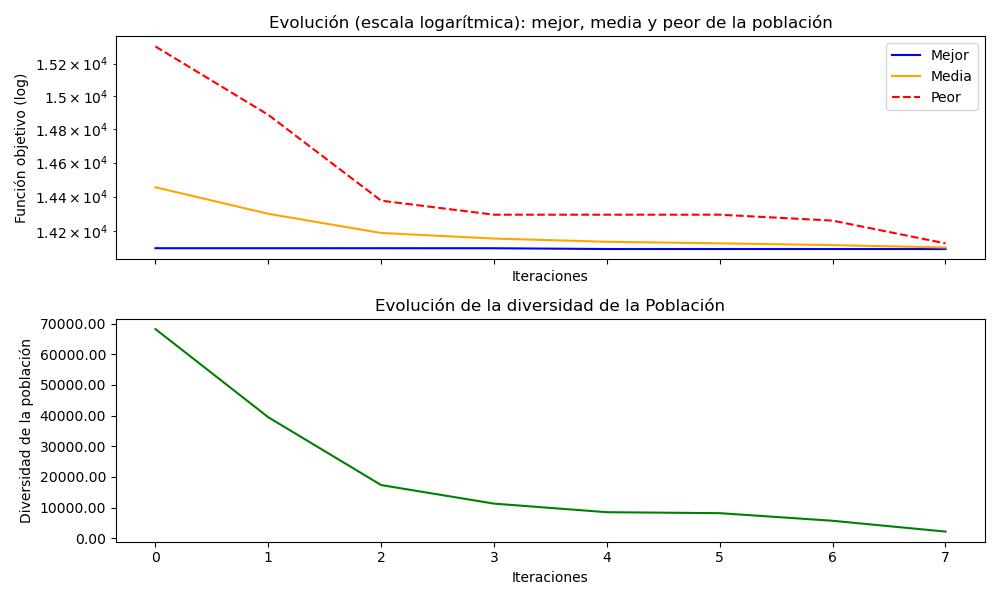 Evolución (escala logarítmica): mejor, media y peor de la población
Función objetivo (log)
1.52 × 10⁴
1.5 × 10⁴
1.48 × 10⁴
1.46 × 10⁴
1.44 × 10⁴
1.42 × 10⁴
Mejor
Media
Peor
Iteraciones
Evolución de la diversidad de la Población
Diversidad de la población
70000.00
60000.00
50000.00
40000.00
30000.00
20000.00
10000.00
0.00
0 1 2 3 4 5 6 7
Iteraciones